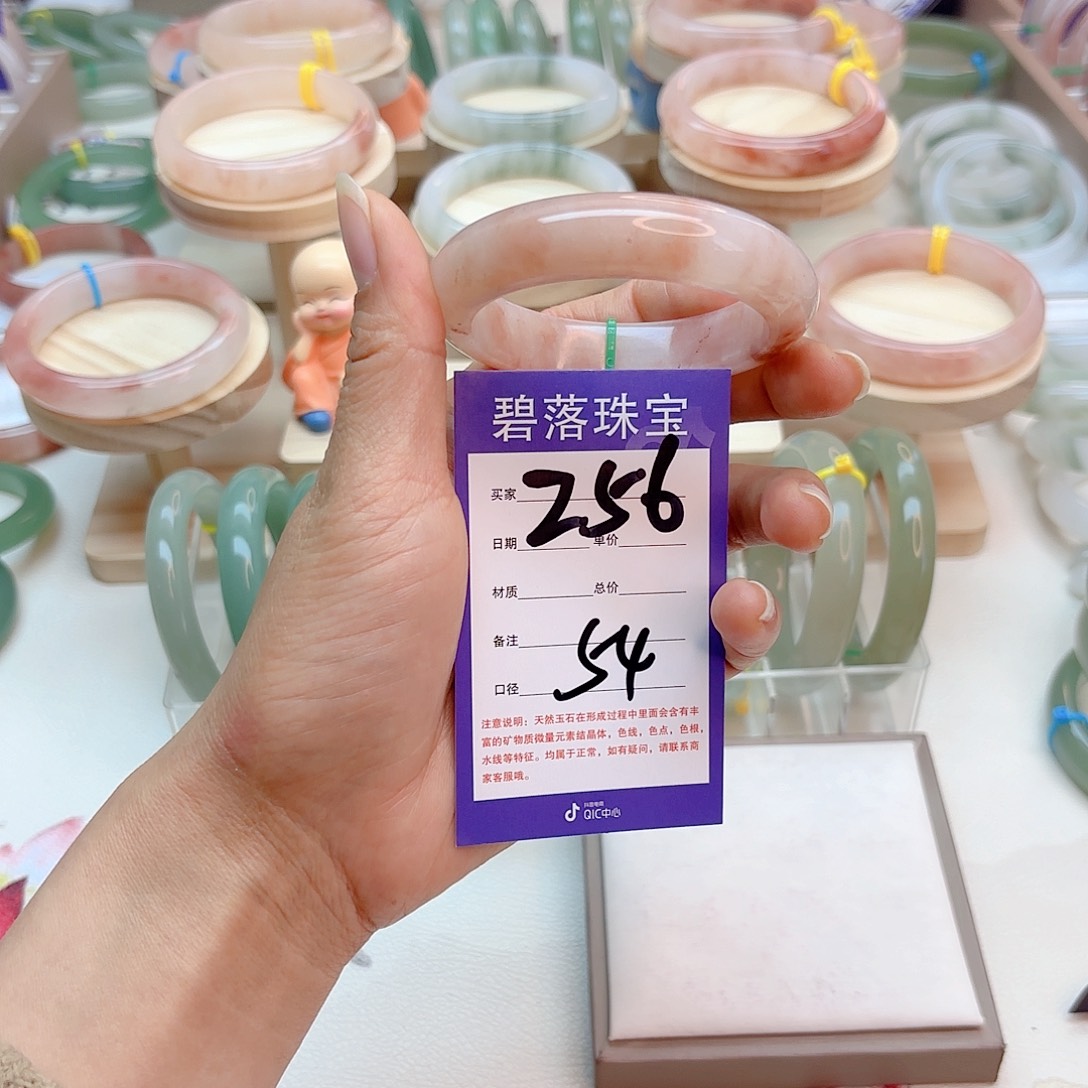 碧落珠宝
买家 256
日期 单价
材质 总价
备注
口径 54
注意说明：天然玉石在形成过程中里面会含有丰
富的矿物质微量元素结晶体，色线，色点，色根，
水线等特征。均属于正常，如有疑问，请联系商
家客服哦。
抖音电商
QIC中心